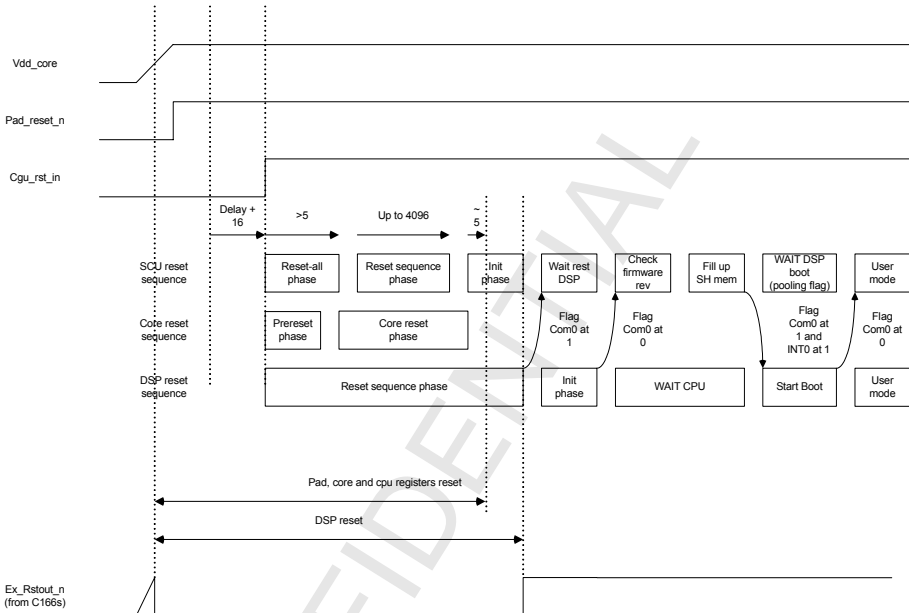 Vdd_core
Pad_reset_n
Cgu_rst_in
Delay +
16
>5
Up to 4096
~
5
SCU reset
sequence
Reset-all
phase
Reset sequence
phase
Init
phase
Wait rest
DSP
Check
firmware
rev
Fill up
SH mem
WAIT DSP
boot
(pooling flag)
User
mode
Core reset
sequence
Prereset
phase
Core reset
phase
Flag
Com0 at
1
Flag
Com0 at
0
Flag
Com0 at
1 and
INT0 at 1
Flag
Com0 at
0
DSP reset
sequence
Reset sequence phase
Init
phase
WAIT CPU
Start Boot
User
mode
Pad, core and cpu registers reset
DSP reset
Ex_Rstout_n
(from C166s)
FIDENTIAL